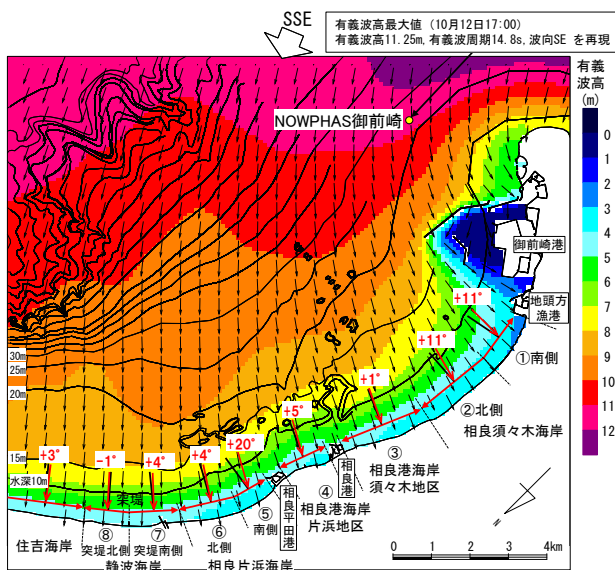 SSE
有義波高最大値（10月12日17:00）
有義波高11.25m,有義波周期14.8s,波向SE を再現
有義
波高
(m)
NOWPHAS御前崎
0
1
2
3
4
5
6
7
8
9
10
11
12
御前崎港
地頭方
漁港
+11°
①南側
+11°
②北側
相良須々木海岸
+1°
③
相良港海岸
須々木地区
+5°
相良港
④
相良港海岸
片浜地区
+20°
相良平田港
⑤
南側
+4°
⑥
北側
相良片浜海岸
+4°
突堤
⑦
突堤南側
-1°
⑧
突堤北側
静波海岸
+3°
住吉海岸
30m
25m
20m
15m
水深10m
0 1 2 4km